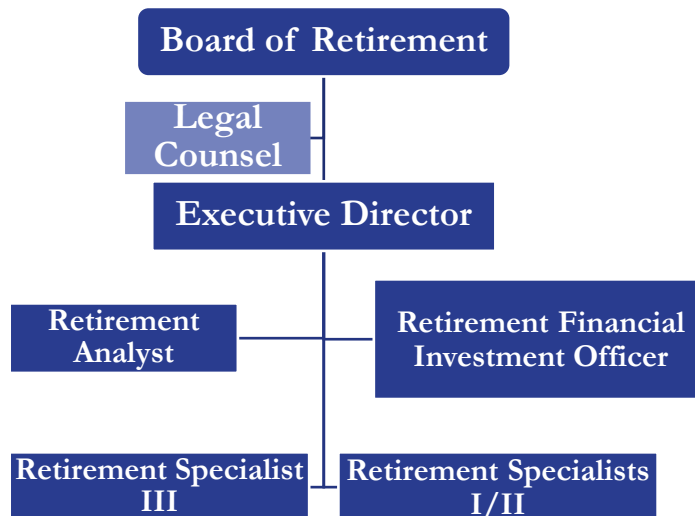 Board of Retirement
Legal
Counsel
Executive Director
Retirement
Analyst
Retirement Financial
Investment Officer
Retirement Specialist
III
Retirement Specialists
I/II